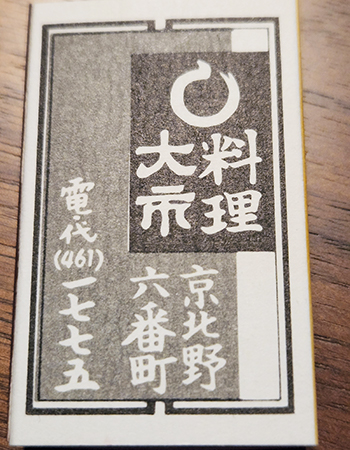 料理
大市
京北野
六番町
電・代(461)一七七五